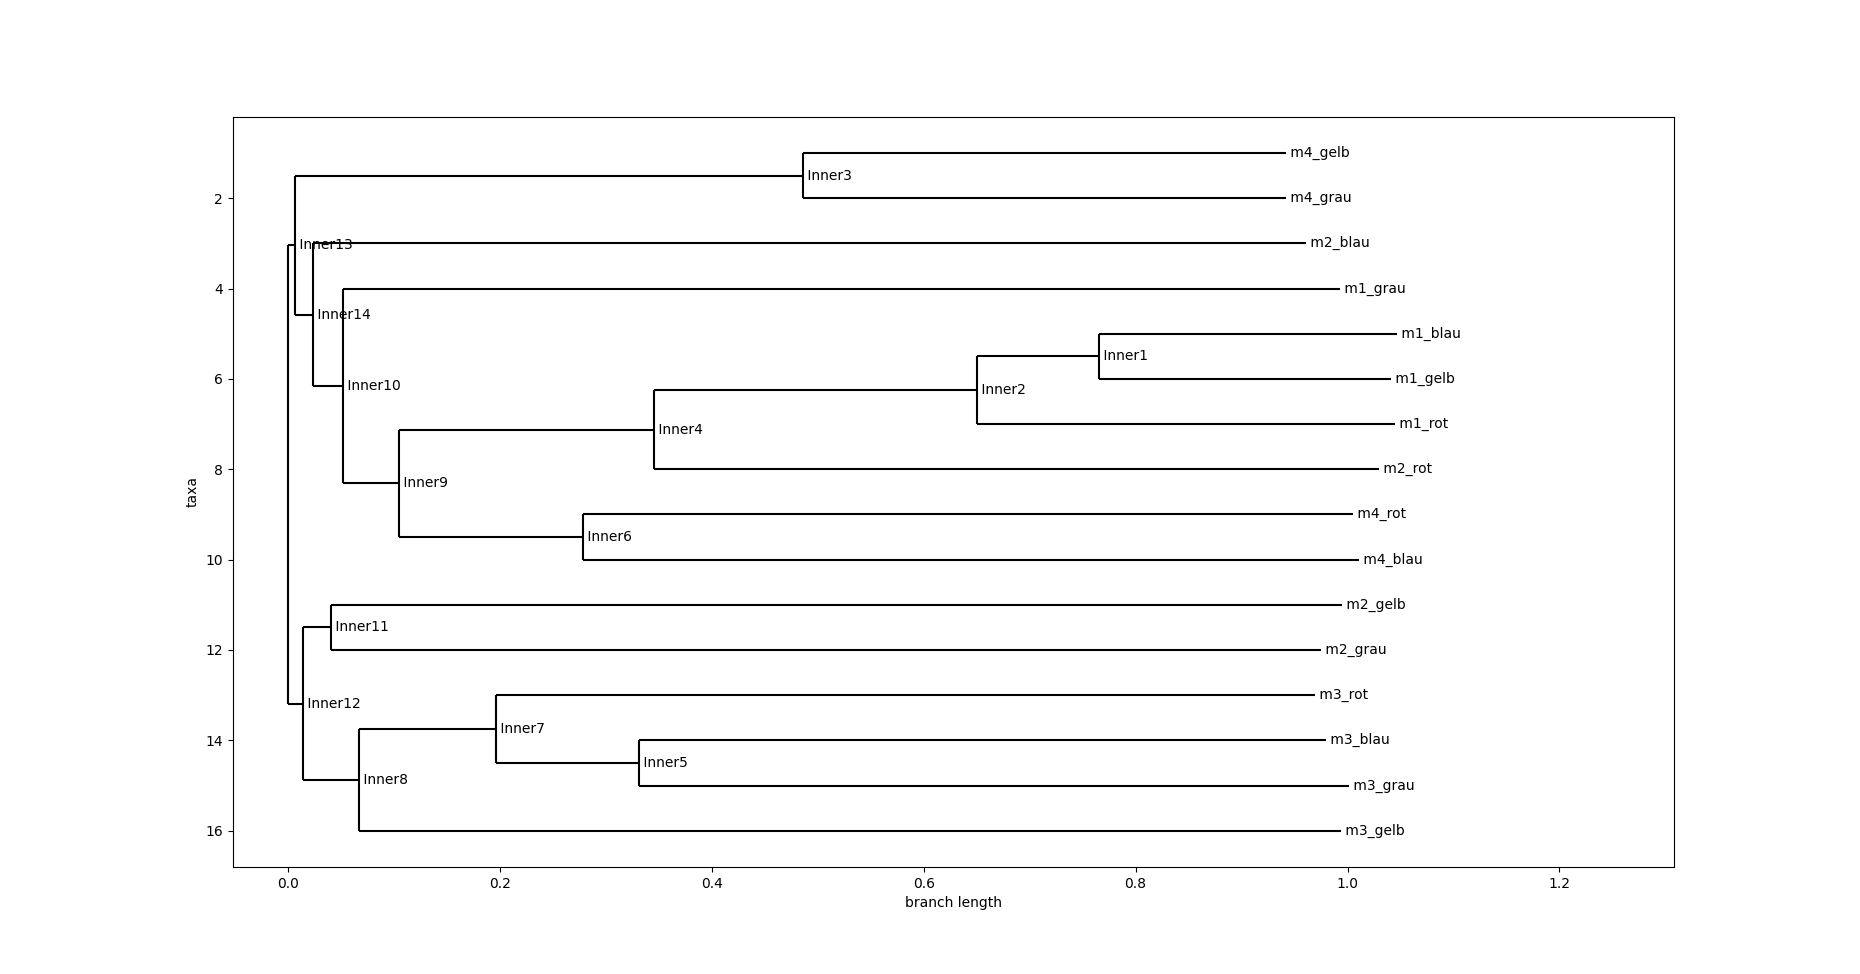 m4_gelb
Inner3
2 m4_grau
Inner13 m2_blau
4 m1_grau
Inner14
m1_blau
Inner1
6 m1_gelb
Inner10
Inner2
m1_rot
Inner4
8 m2_rot
Inner9
taxa
m4_rot
Inner6
10 m4_blau
m2_gelb
Inner11
12 m2_grau
m3_rot
Inner12
Inner7
14 m3_blau
Inner5
Inner8
m3_grau
16 m3_gelb
0.0 0.2 0.4 0.6 0.8 1.0 1.2
branch length